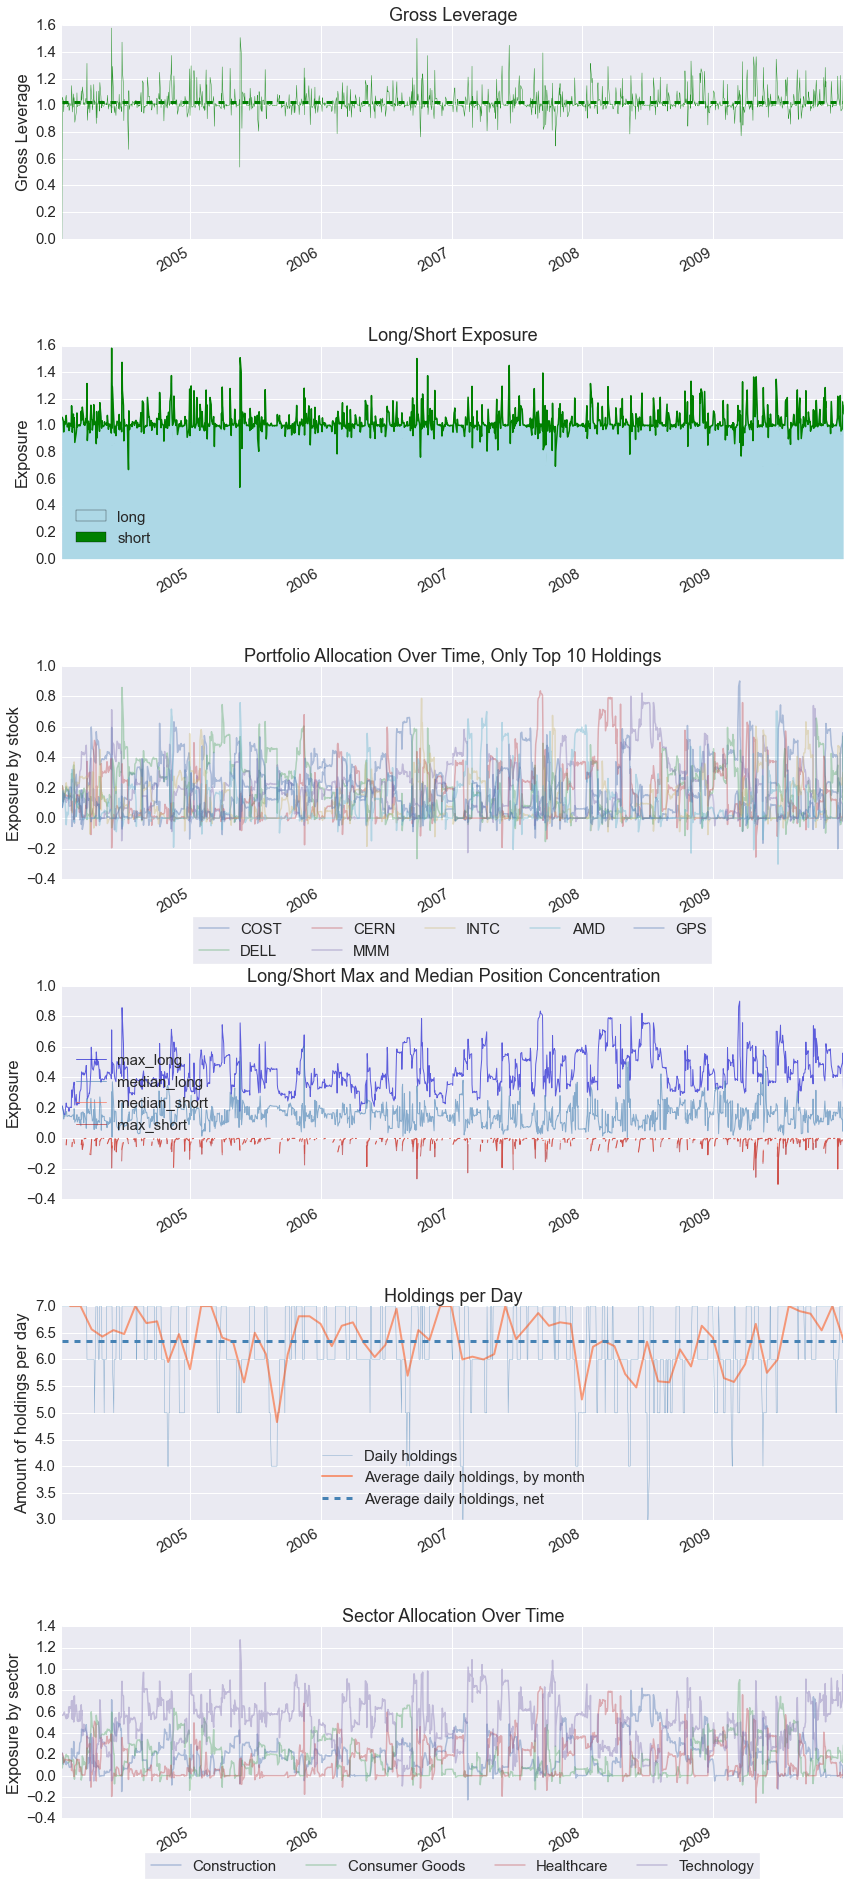 Gross Leverage
Gross Leverage
1.6
1.4
1.2
1.0
0.8
0.6
0.4
0.2
0.0
2005 2006 2007 2008 2009
Long/Short Exposure
Exposure
1.6
1.4
1.2
1.0
0.8
0.6
0.4
0.2
0.0
long
short
2005 2006 2007 2008 2009
Portfolio Allocation Over Time, Only Top 10 Holdings
Exposure by stock
1.0
0.8
0.6
0.4
0.2
0.0
−0.2
−0.4
2005 2006 2007 2008 2009
COST CERN INTC AMD GPS
DELL MMM
Long/Short Max and Median Position Concentration
Exposure
1.0
0.8
0.6
0.4
0.2
0.0
−0.2
−0.4
max_long
median_long
median_short
max_short
2005 2006 2007 2008 2009
Holdings per Day
Amount of holdings per day
7.0
6.5
6.0
5.5
5.0
4.5
4.0
3.5
3.0
Daily holdings
Average daily holdings, by month
Average daily holdings, net
2005 2006 2007 2008 2009
Sector Allocation Over Time
Exposure by sector
1.4
1.2
1.0
0.8
0.6
0.4
0.2
0.0
−0.2
−0.4
2005 2006 2007 2008 2009
Construction Consumer Goods Healthcare Technology